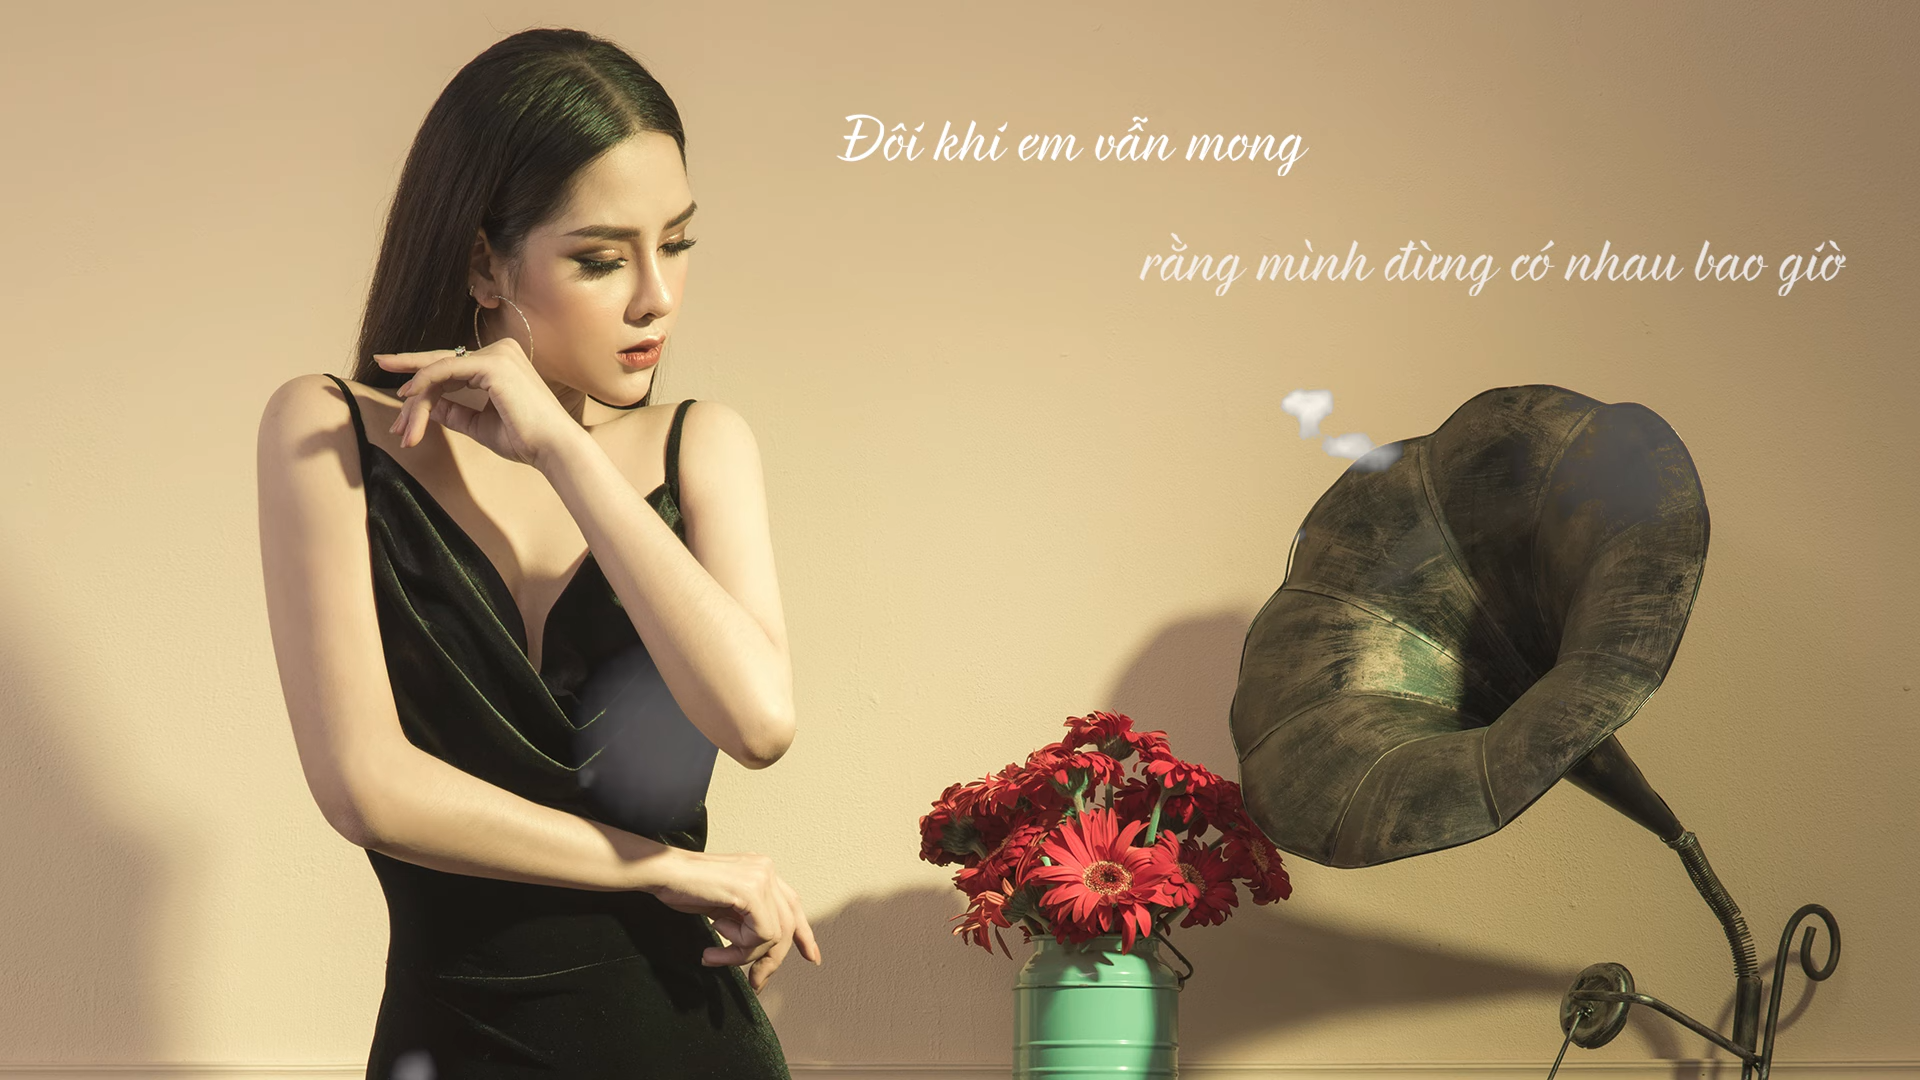 Đôi khi em vẫn mong
rằng mình đừng có nhau bao giờ